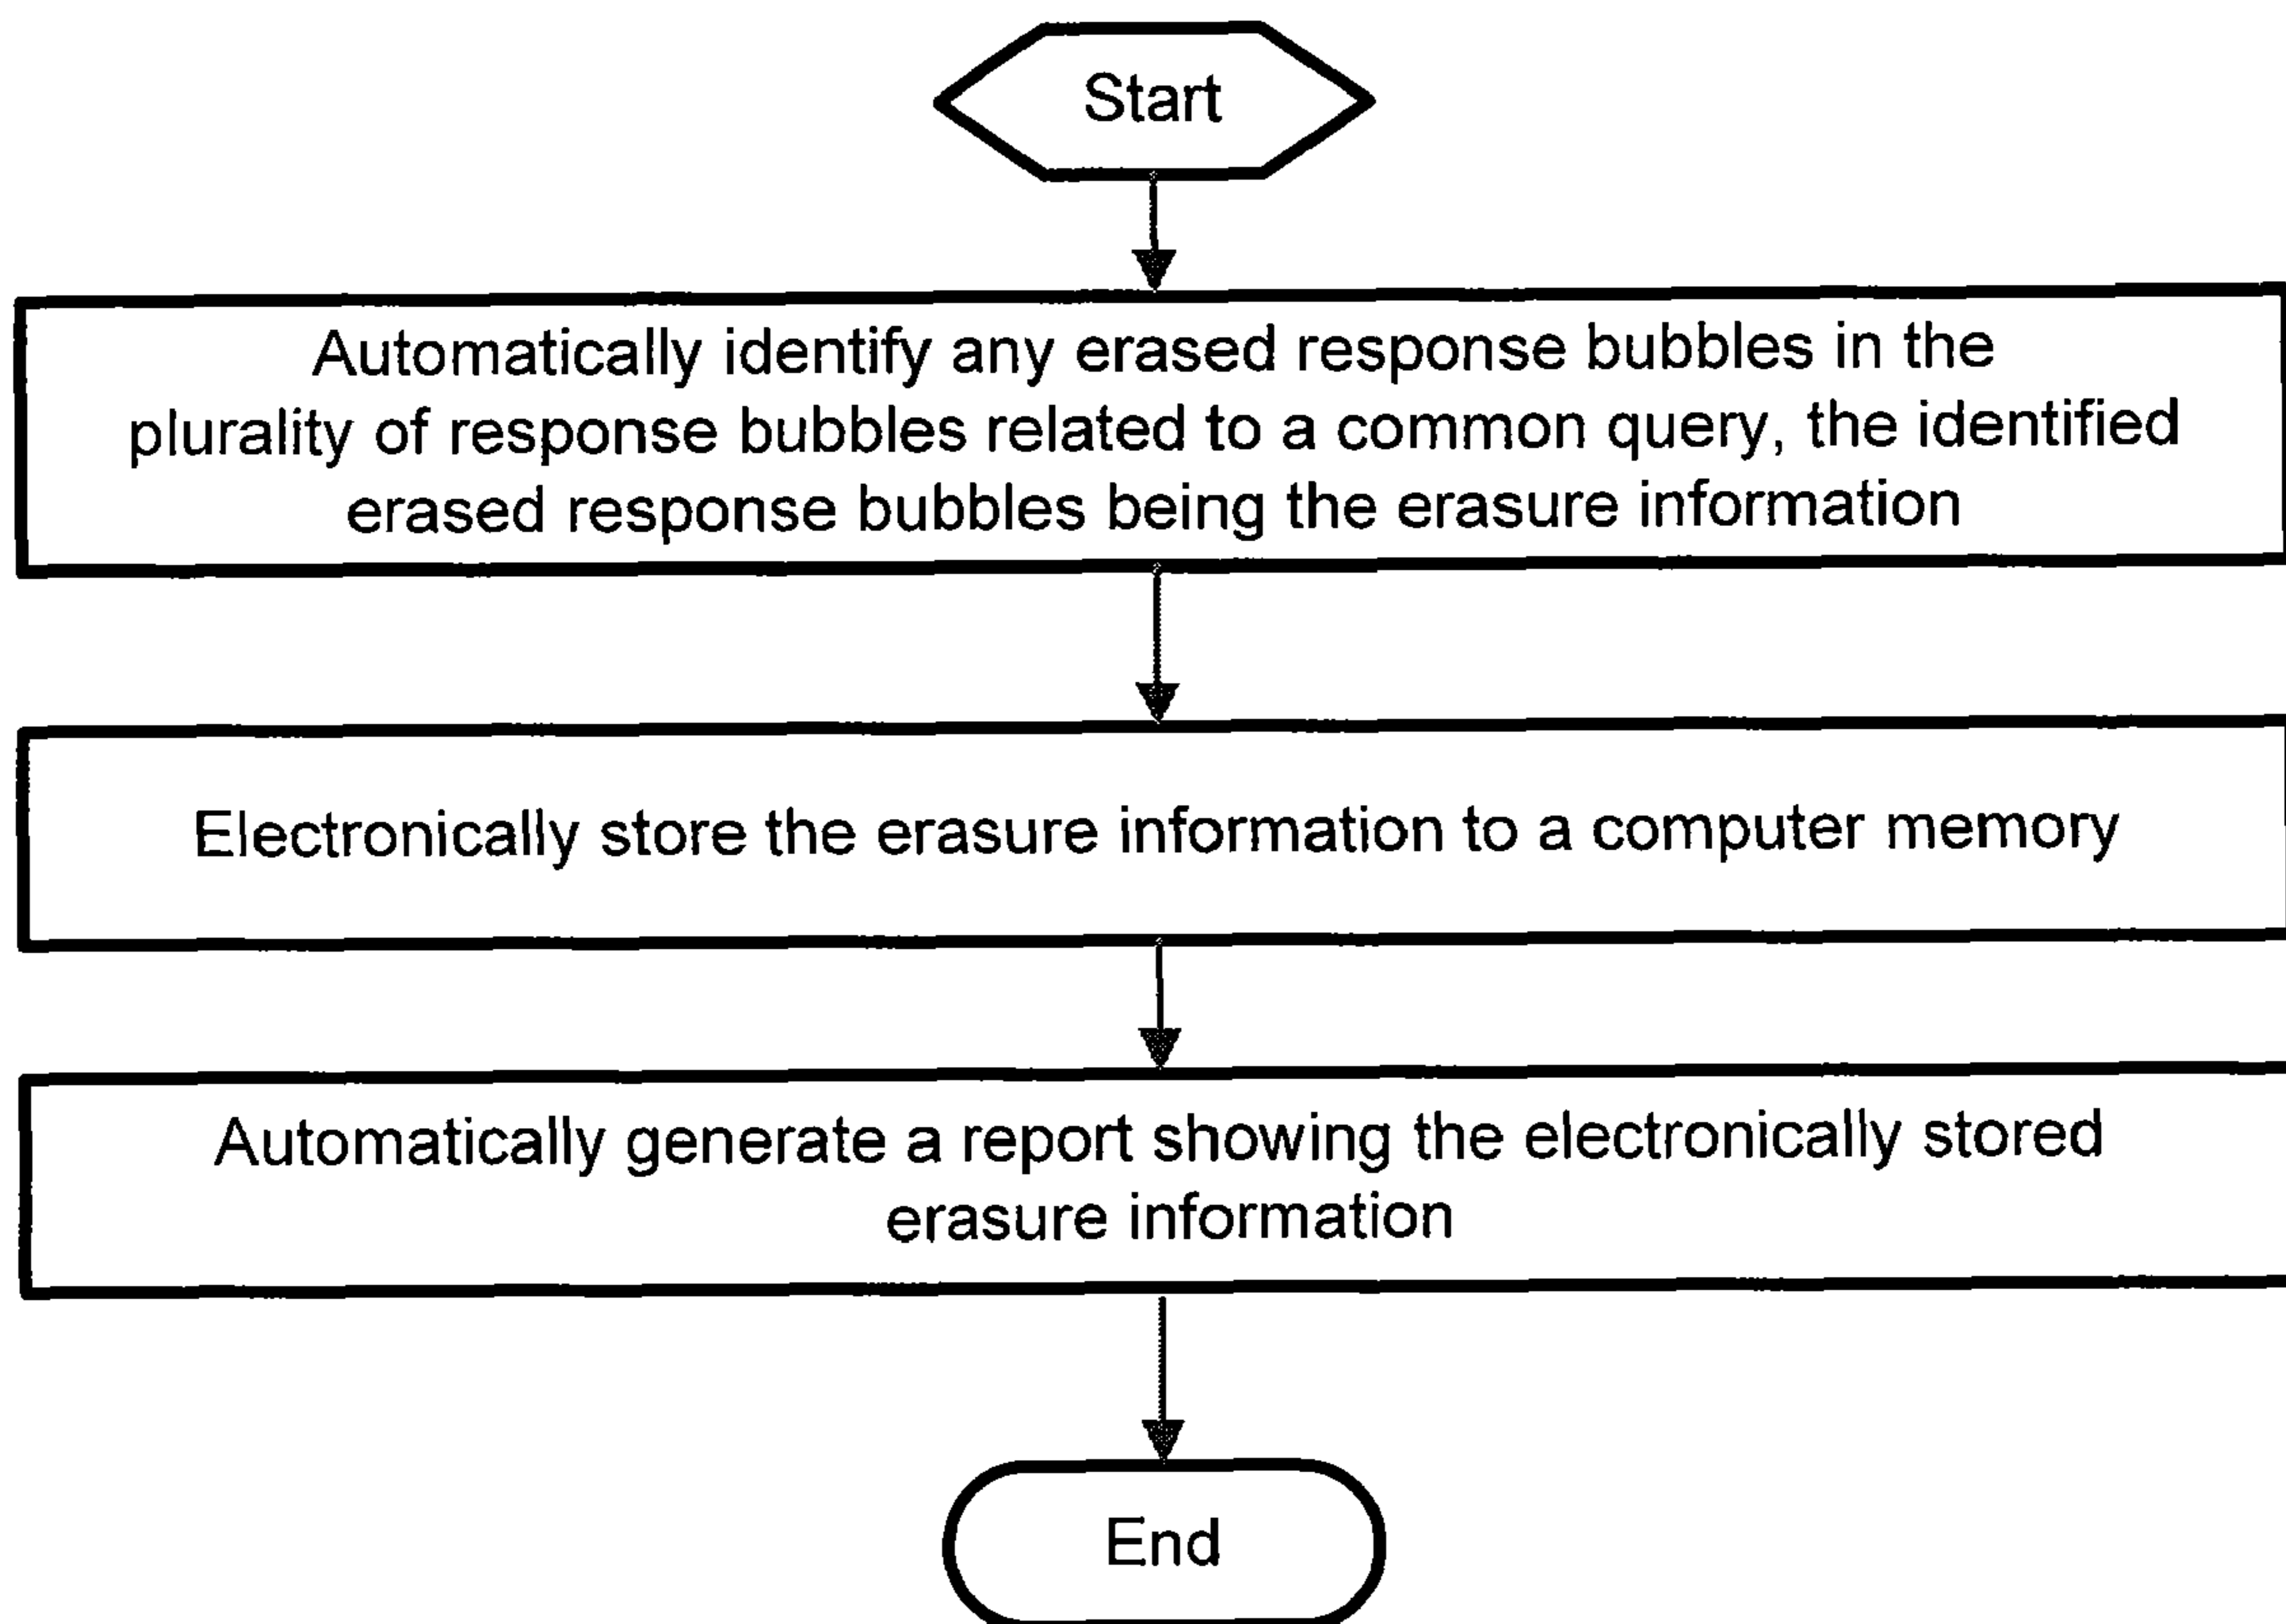 Start
Automatically identify any erased response bubbles in the
plurality of response bubbles related to a common query, the identified
erased response bubbles being the erasure information
Electronically store the erasure information to a computer memory
Automatically generate a report showing the electronically stored
erasure information
End